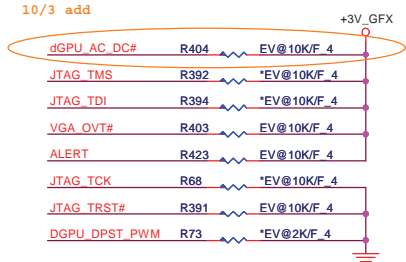 10/3 add
+3V_GFX
dGPU_AC_DC# R404 EV@10K/F_4
JTAG_TMS R392 *EV@10K/F_4
JTAG_TDI R394 *EV@10K/F_4
VGA_OVT# R403 EV@10K/F_4
ALERT R423 EV@10K/F_4
JTAG_TCK R68 *EV@10K/F_4
JTAG_TRST# R391 EV@10K/F_4
DGPU_DPST_PWM R73 *EV@2K/F_4